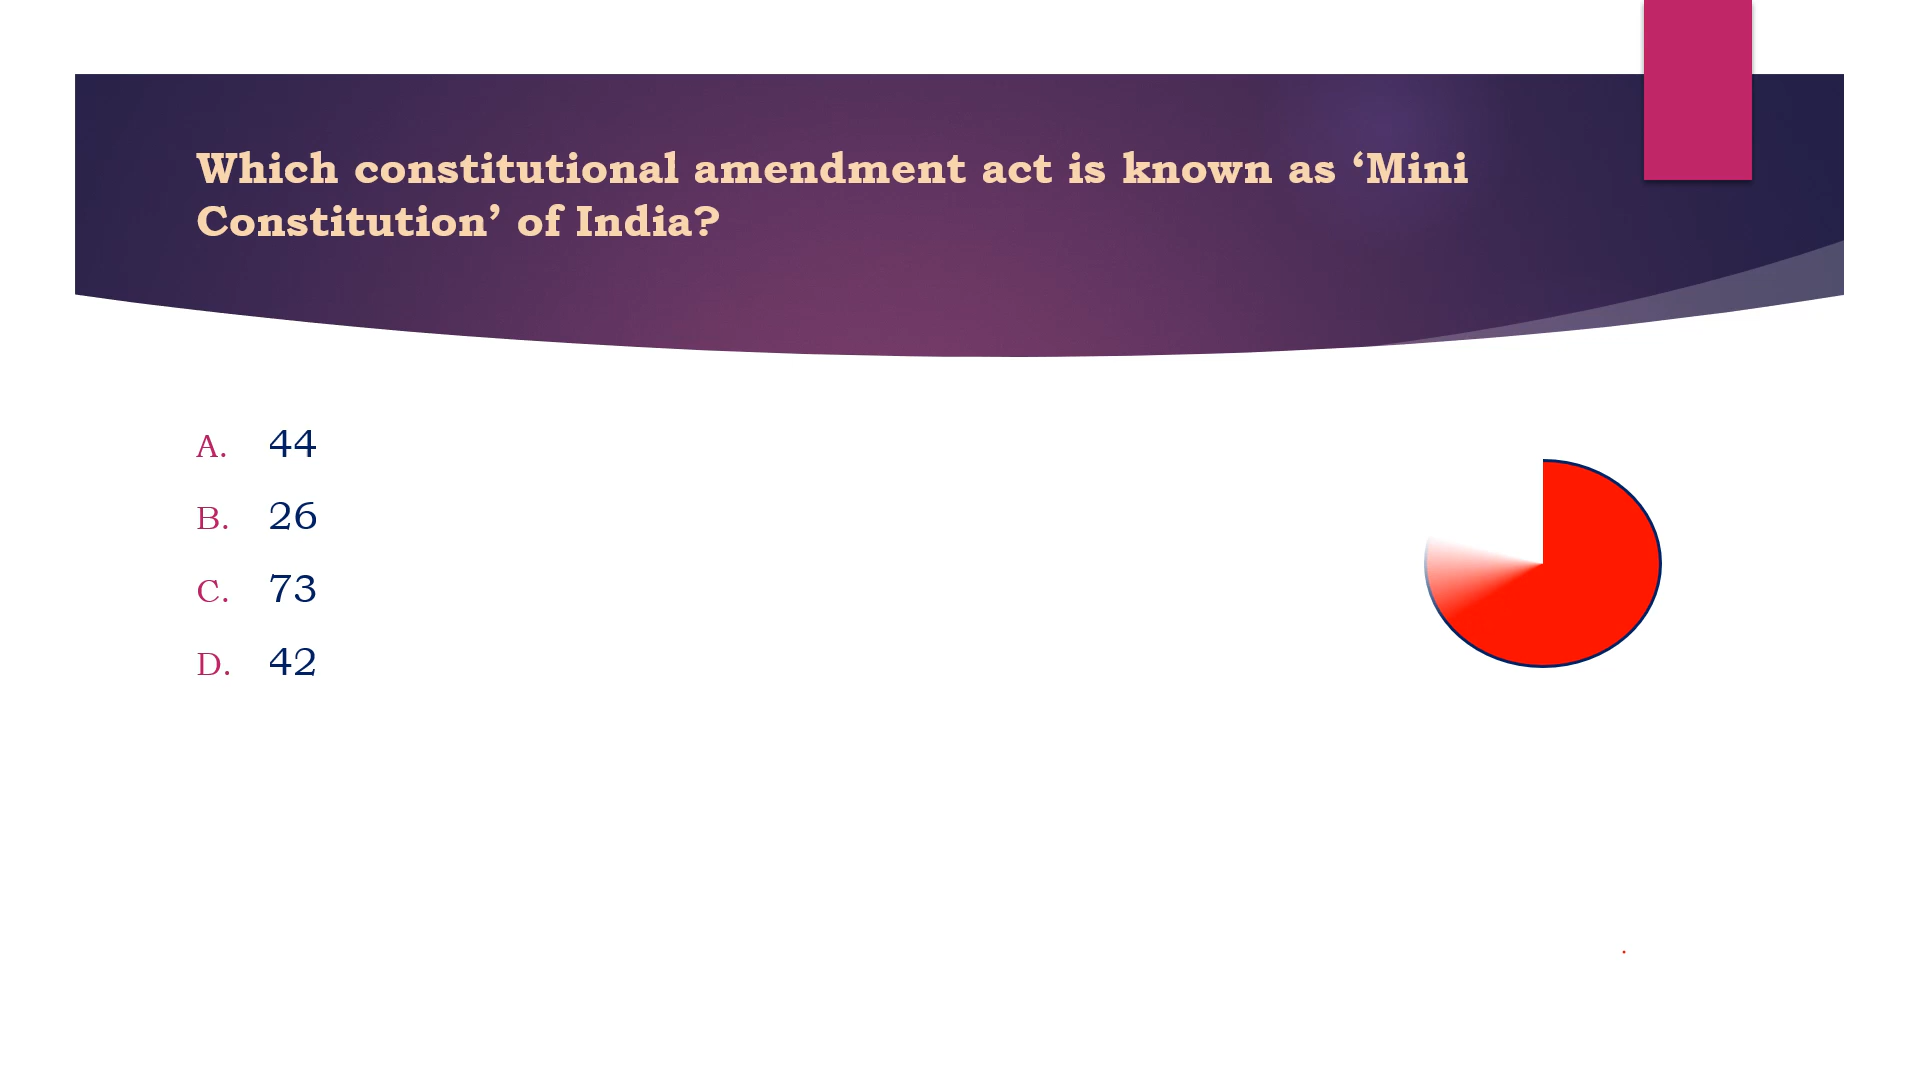 Which constitutional amendment act is known as ‘Mini
Constitution’ of India?
A. 44
B. 26
C. 73
D. 42